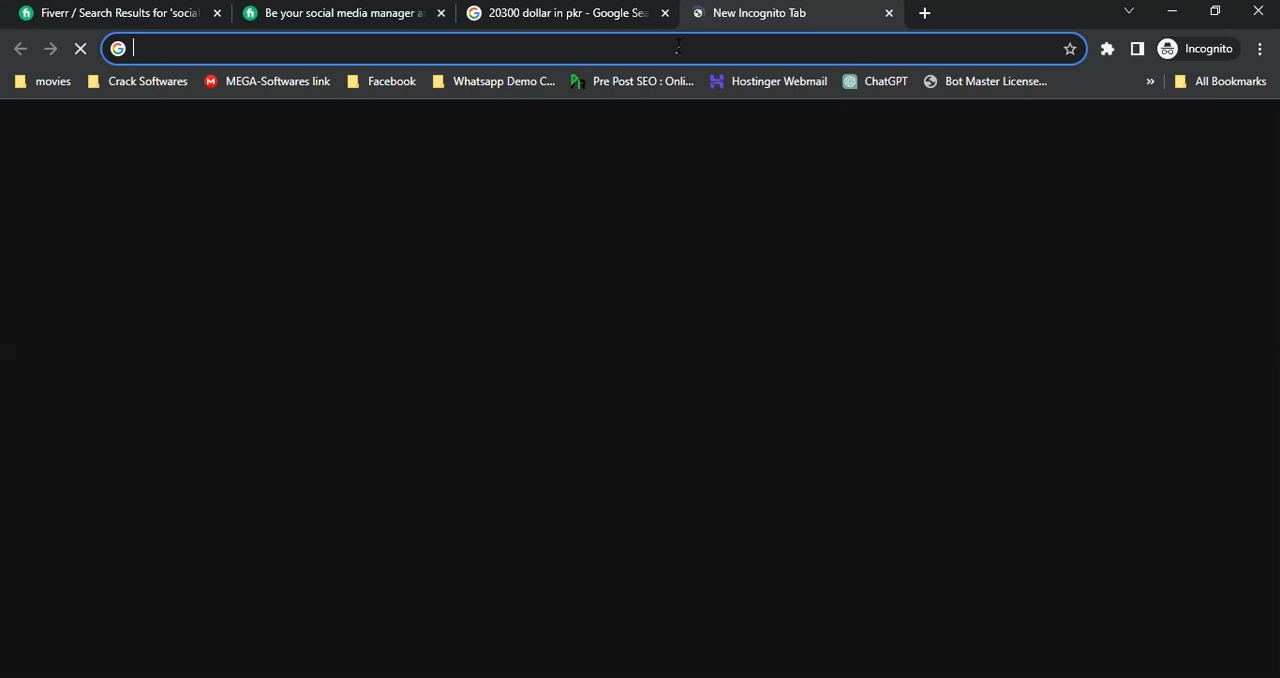 Fiverr / Search Results for 'social
Be your social media manager a
20300 dollar in pkr - Google Sea
New Incognito Tab
Incognito
movies
Crack Softwares
MEGA-Softwares link
Facebook
Whatsapp Demo C...
Pre Post SEO : Onli...
Hostinger Webmail
ChatGPT
Bot Master License...
All Bookmarks